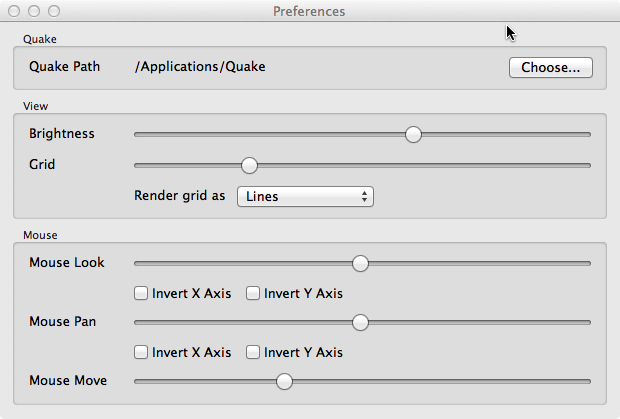 Preferences
Quake
Quake Path /Applications/Quake Choose...
View
Brightness
Grid
Render grid as Lines
Mouse
Mouse Look
Invert X Axis Invert Y Axis
Mouse Pan
Invert X Axis Invert Y Axis
Mouse Move